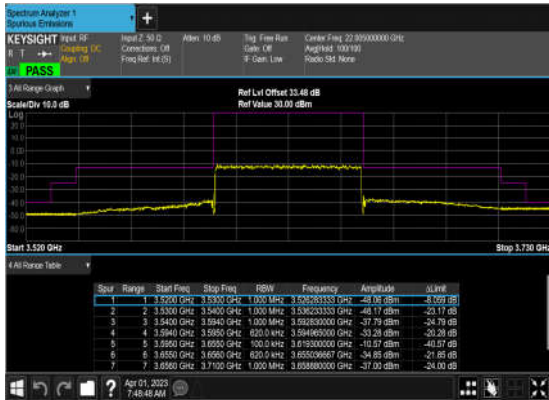 Spectrum Analyzer 1
Spurious Emissions
+
KEYSIGHT Input: RF Input Z: 50 Ω Atten: 10 dB Trig: Free Run Center Freq: 22.905000000 GHz
R T Coupling: DC Corrections: Off Gate: Off Avg|Hold: 100/100
Align: Off Freq Ref: Int (S) IF Gain: Low Radio Std: None
PASS
3 All Range Graph
Ref Lvl Offset 33.48 dB
Scale/Div 10.0 dB Ref Value 30.00 dBm
Log
Start 3.520 GHz Stop 3.730 GHz
4 All Range Table
Spur Range Start Freq Stop Freq RBW Frequency Amplitude ΔLimit
1 1 3.5200 GHz 3.5300 GHz 1.000 MHz 3.526283333 GHz -48.06 dBm -8.059 dB
2 2 3.5300 GHz 3.5400 GHz 1.000 MHz 3.536233333 GHz -48.17 dBm -23.17 dB
3 3 3.5400 GHz 3.5940 GHz 1.000 MHz 3.592830000 GHz -37.79 dBm -24.79 dB
4 4 3.5940 GHz 3.5950 GHz 620.0 kHz 3.594965000 GHz -33.28 dBm -20.28 dB
5 5 3.5950 GHz 3.6550 GHz 100.0 kHz 3.619300000 GHz -10.57 dBm -40.57 dB
6 6 3.6550 GHz 3.6560 GHz 620.0 kHz 3.655036667 GHz -34.85 dBm -21.85 dB
7 7 3.6560 GHz 3.7100 GHz 1.000 MHz 3.658880000 GHz -37.00 dBm -24.00 dB
?
Apr 01, 2023
7:48:48 AM